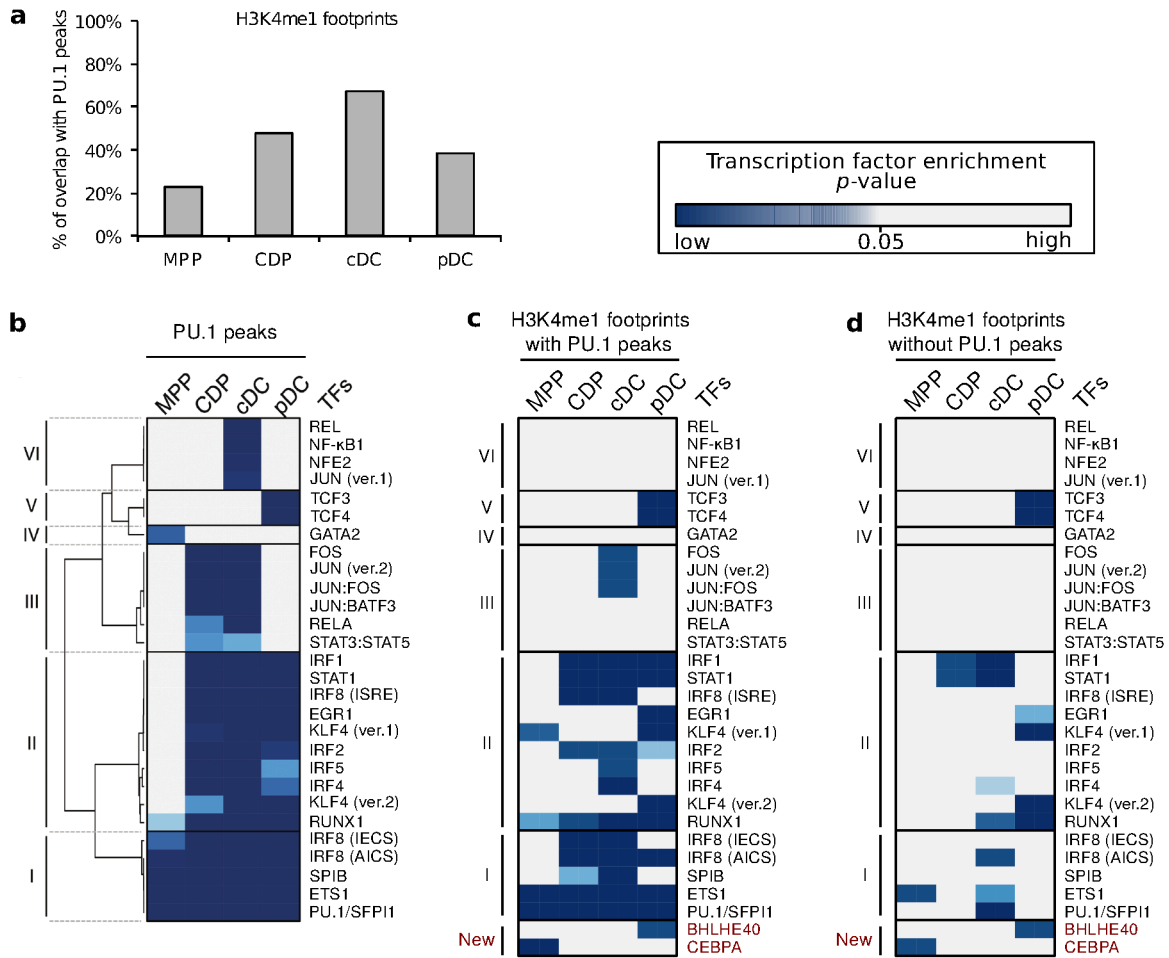 a
H3K4me1 footprints
% of overlap with PU.1 peaks
100%
80%
60%
40%
20%
0%
MPP CDP cDC pDC
Transcription factor enrichment
p-value
low 0.05 high
b
PU.1 peaks
MPP CDP cDC pDC TFs
VI
V
IV
III
II
I
REL
NF-κB1
NFE2
JUN (ver.1)
TCF3
TCF4
GATA2
FOS
JUN (ver.2)
JUN:FOS
JUN:BATF3
RELA
STAT3:STAT5
IRF1
STAT1
IRF8 (ISRE)
EGR1
KLF4 (ver.1)
IRF2
IRF5
IRF4
KLF4 (ver.2)
RUNX1
IRF8 (IECS)
IRF8 (AICS)
SPIB
ETS1
PU.1/SFPI1
c
H3K4me1 footprints
with PU.1 peaks
MPP CDP cDC pDC TFs
VI
V
IV
III
II
I
New
REL
NF-κB1
NFE2
JUN (ver.1)
TCF3
TCF4
GATA2
FOS
JUN (ver.2)
JUN:FOS
JUN:BATF3
RELA
STAT3:STAT5
IRF1
STAT1
IRF8 (ISRE)
EGR1
KLF4 (ver.1)
IRF2
IRF5
IRF4
KLF4 (ver.2)
RUNX1
IRF8 (IECS)
IRF8 (AICS)
SPIB
ETS1
PU.1/SFPI1
BHLHE40
CEBPA
d
H3K4me1 footprints
without PU.1 peaks
MPP CDP cDC pDC TFs
VI
V
IV
III
II
I
New
REL
NF-κB1
NFE2
JUN (ver.1)
TCF3
TCF4
GATA2
FOS
JUN (ver.2)
JUN:FOS
JUN:BATF3
RELA
STAT3:STAT5
IRF1
STAT1
IRF8 (ISRE)
EGR1
KLF4 (ver.1)
IRF2
IRF5
IRF4
KLF4 (ver.2)
RUNX1
IRF8 (IECS)
IRF8 (AICS)
SPIB
ETS1
PU.1/SFPI1
BHLHE40
CEBPA